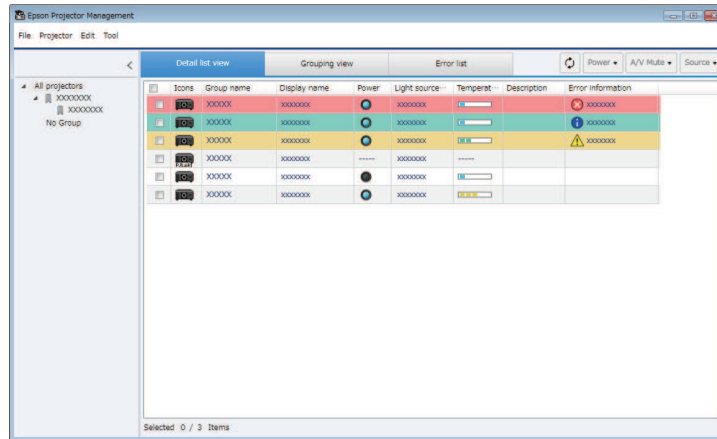 Epson Projector Management
File Projector Edit Tool
Detail list view Grouping view Error list Power A/V Mute Source
All projectors
XXXXXXX
XXXXXXX
No Group
Icons Group name Display name Power Light source··· Temperat··· Description Error information
XXXXX xxxxxxx xxxxxxx xxxxxxx
XXXXX xxxxxxx xxxxxxx xxxxxxx
XXXXX xxxxxxx xxxxxxx xxxxxxx
XXXXX xxxxxxx ----- xxxxxxx -----
XXXXX xxxxxxx xxxxxxx
XXXXX xxxxxxx xxxxxxx
Selected 0 / 3 Items